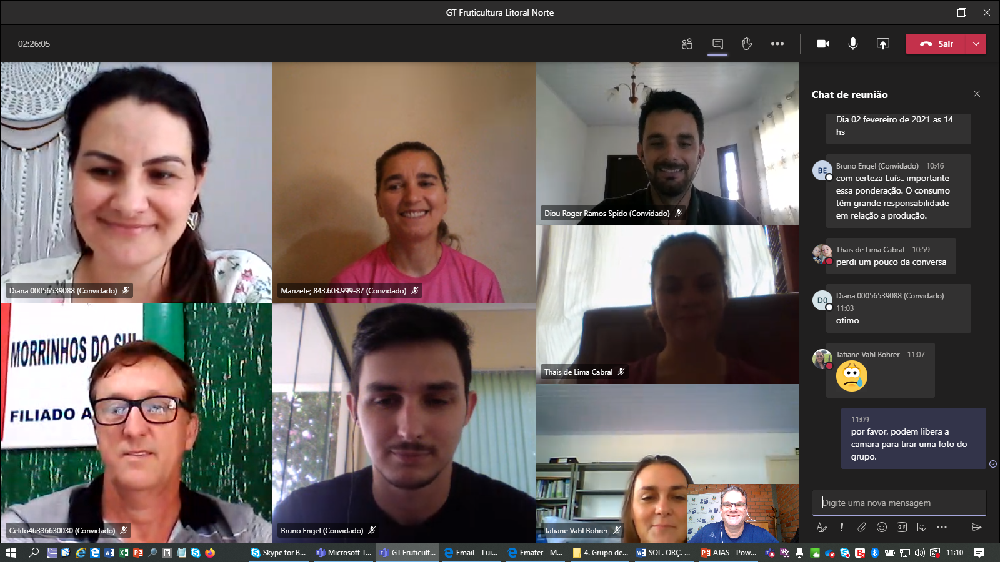 GT Fruticultura Litoral Norte
02:26:05
Sair
Diana 00056539088 (Convidado)
Marizete; 843.603.999-87 (Convidado)
Diou Roger Ramos Spido (Convidado)
Thais de Lima Cabral
MORRINHOS DO SUL
FILIADO A
Celito46336630030 (Convidado)
Bruno Engel (Convidado)
Tatiane Vahl Bohrer
Chat de reunião
Dia 02 fevereiro de 2021 as 14
hs
BE
Bruno Engel (Convidado) 10:46
com certeza Luís.. importante
essa ponderação. O consumo
têm grande responsabilidade
em relação a produção.
Thais de Lima Cabral 10:59
perdi um pouco da conversa
D0
Diana 00056539088 (Convidado)
11:03
otimo
Tatiane Vahl Bohrer 11:07
11:09
por favor, podem libera a
camara para tirar uma foto do
grupo.
Digite uma nova mensagem
GIF
Skype for B...
Microsoft T...
GT Fruticult...
Email – Lui...
Emater - M...
4. Grupo de...
SOL. ORÇ. ...
ATAS - Pow...
11:10